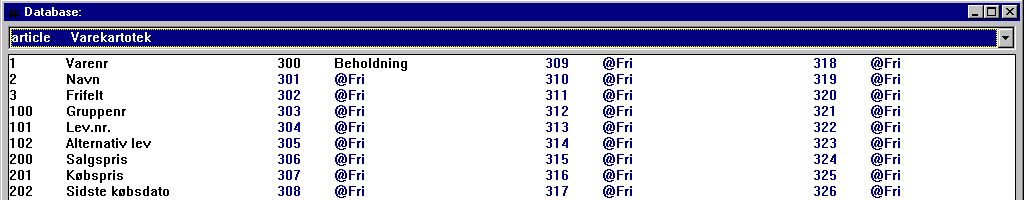 Database:
article Varekartotek
1 Varenr 300 Beholdning 309 @Fri 318 @Fri
2 Navn 301 @Fri 310 @Fri 319 @Fri
3 Frifelt 302 @Fri 311 @Fri 320 @Fri
100 Gruppenr 303 @Fri 312 @Fri 321 @Fri
101 Lev.nr. 304 @Fri 313 @Fri 322 @Fri
102 Alternativ lev 305 @Fri 314 @Fri 323 @Fri
200 Salgspris 306 @Fri 315 @Fri 324 @Fri
201 Købspris 307 @Fri 316 @Fri 325 @Fri
202 Sidste købsdato 308 @Fri 317 @Fri 326 @Fri